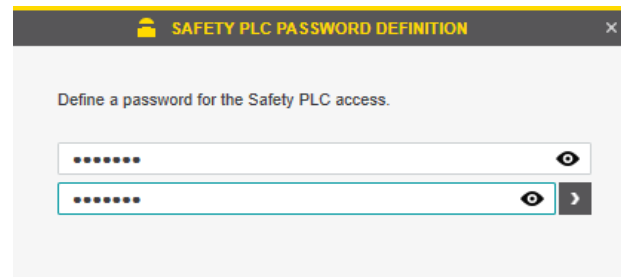 SAFETY PLC PASSWORD DEFINITION
Define a password for the Safety PLC access.
•••••••
•••••••